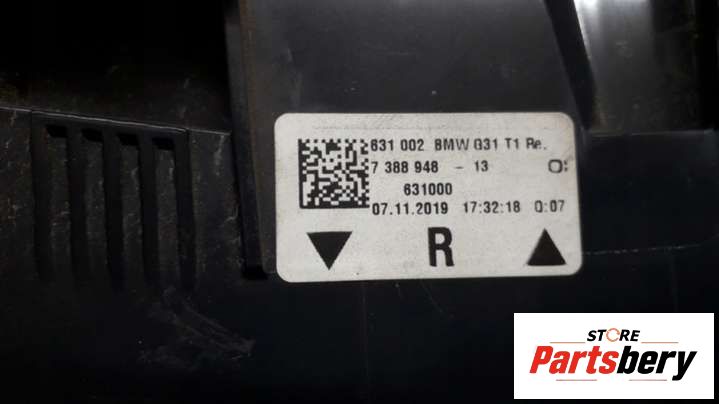 631 002 BMW G31 T1 Re.
7 388 948 - 13 O:
631000
07.11.2019 17:32:18 Q:07
R
STORE
Partsbery